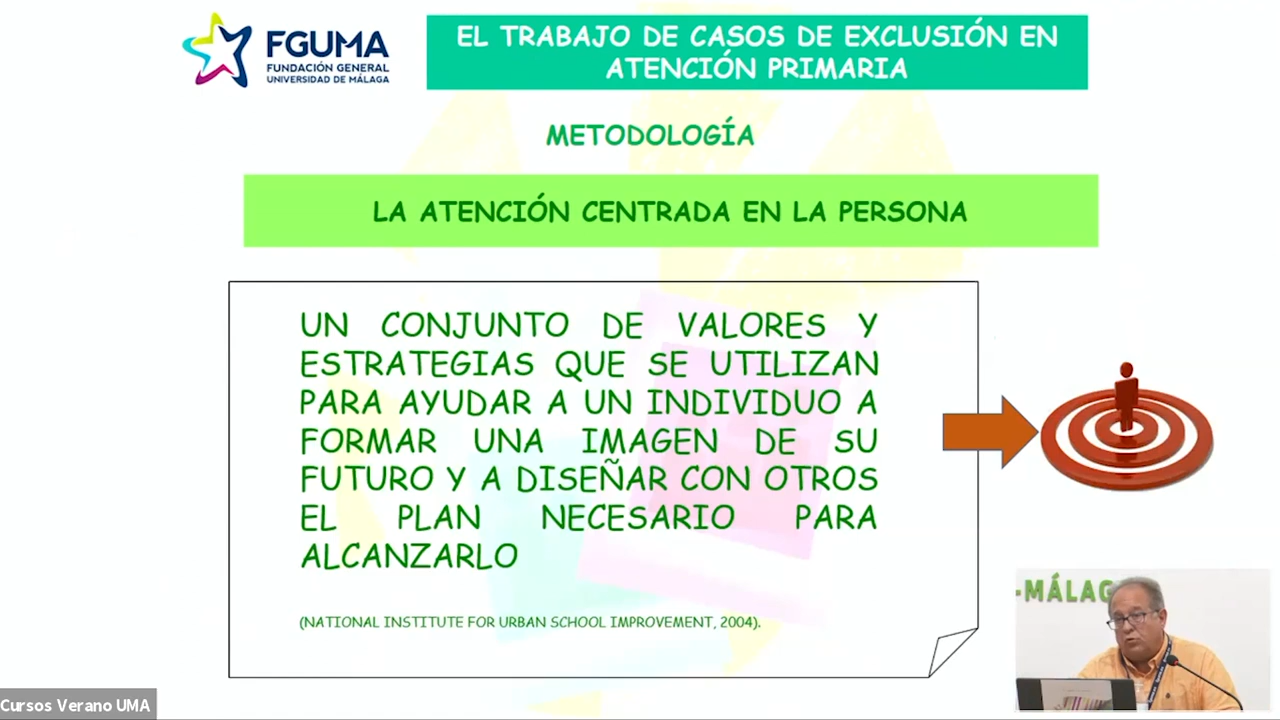 FGUMA
FUNDACIÓN GENERAL
UNIVERSIDAD DE MÁLAGA
EL TRABAJO DE CASOS DE EXCLUSIÓN EN
ATENCIÓN PRIMARIA
METODOLOGÍA
LA ATENCIÓN CENTRADA EN LA PERSONA
UN CONJUNTO DE VALORES Y
ESTRATEGIAS QUE SE UTILIZAN
PARA AYUDAR A UN INDIVIDUO A
FORMAR UNA IMAGEN DE SU
FUTURO Y A DISEÑAR CON OTROS
EL PLAN NECESARIO PARA
ALCANZARLO
(NATIONAL INSTITUTE FOR URBAN SCHOOL IMPROVEMENT, 2004).
-MÁLAG
Cursos Verano UMA